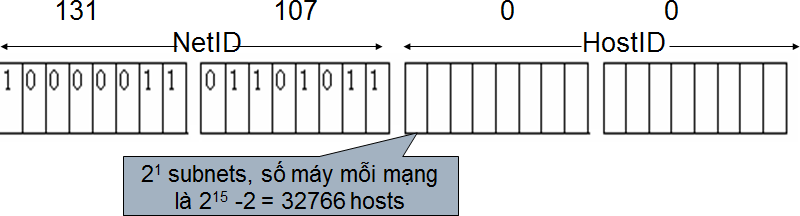 131 107 0 0
NetID HostID
1 0 0 0 0 0 1 1 0 1 1 0 1 0 1 1
2¹ subnets, số máy mỗi mạng
là 2¹⁵ -2 = 32766 hosts